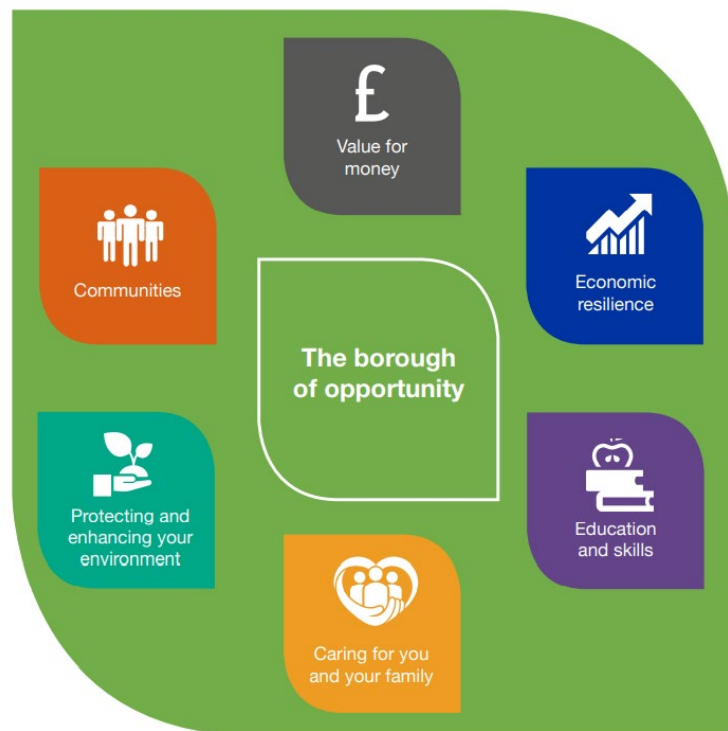 £
Value for
money
Communities
Economic
resilience
The borough
of opportunity
Protecting and
enhancing your
environment
Education
and skills
Caring for you
and your family